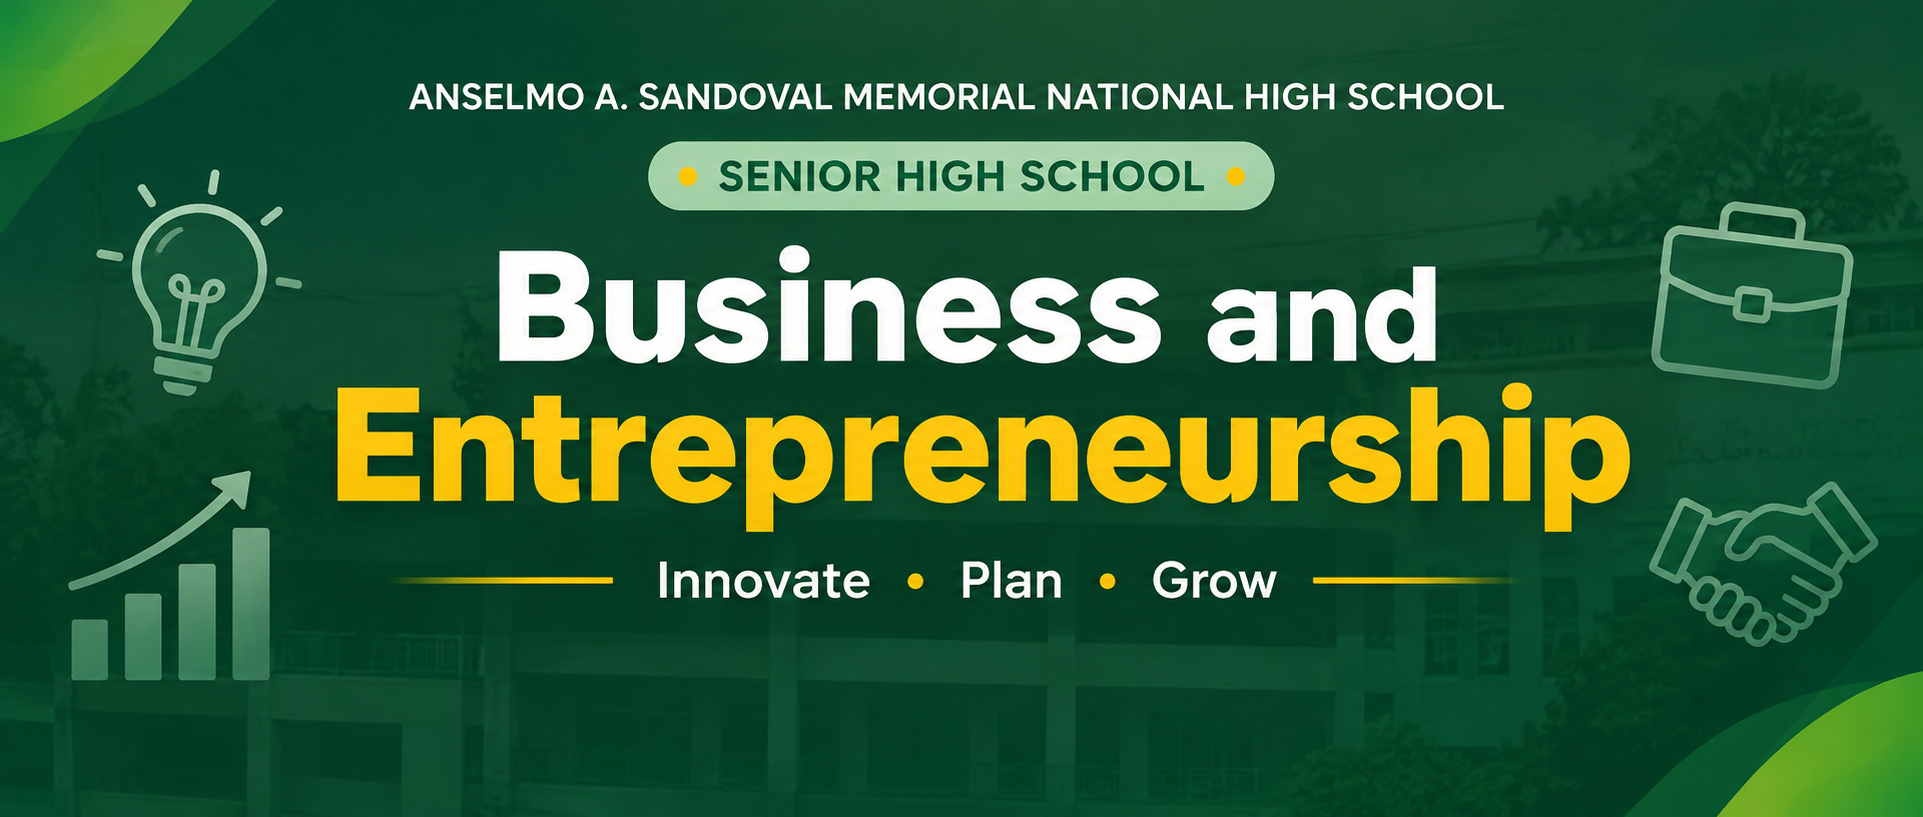 ANSELMO A. SANDOVAL MEMORIAL NATIONAL HIGH SCHOOL
SENIOR HIGH SCHOOL
Business and
Entrepreneurship
Innovate • Plan • Grow